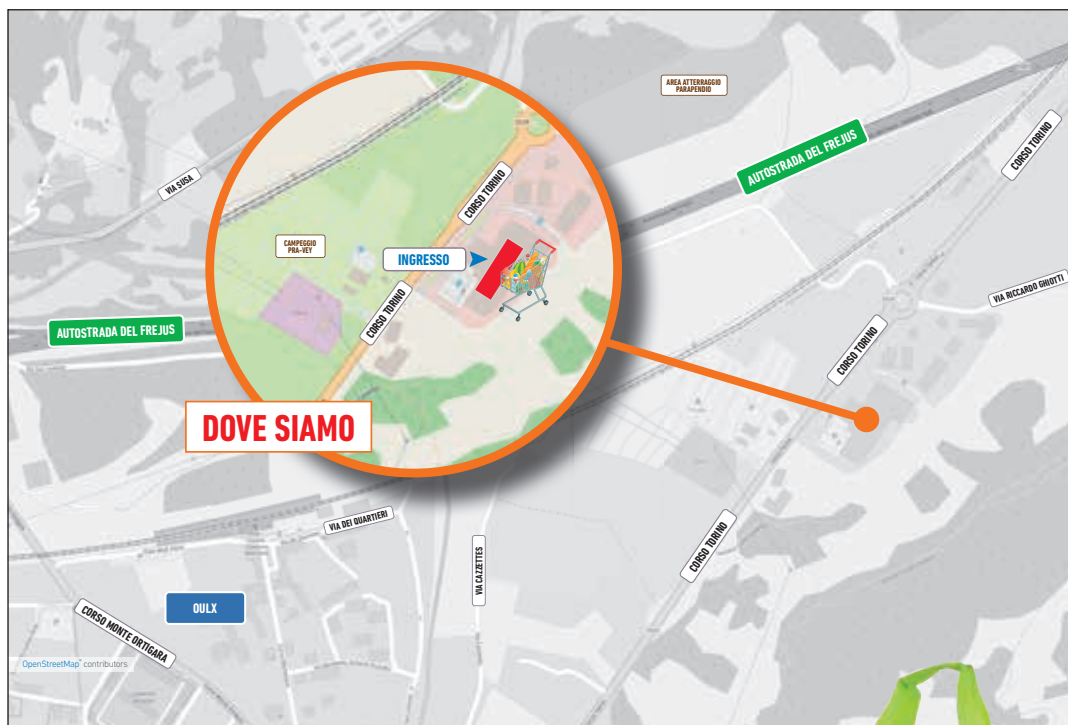 AREA ATTERRAGGIO
PARAPENDIO
AUTOSTRADA DEL FREJUS
CORSO TORINO
VIA SUSA
CORSO TORINO
CAMPEGGIO
PRA-VEY
INGRESSO
VIA RICCARDO GHIOTTI
CORSO TORINO
AUTOSTRADA DEL FREJUS
CORSO TORINO
DOVE SIAMO
VIA DEI QUARTIERI
CORSO TORINO
VIA CAZZETTES
OULX
CORSO MONTE ORTIGARA
OpenStreetMap® contributors